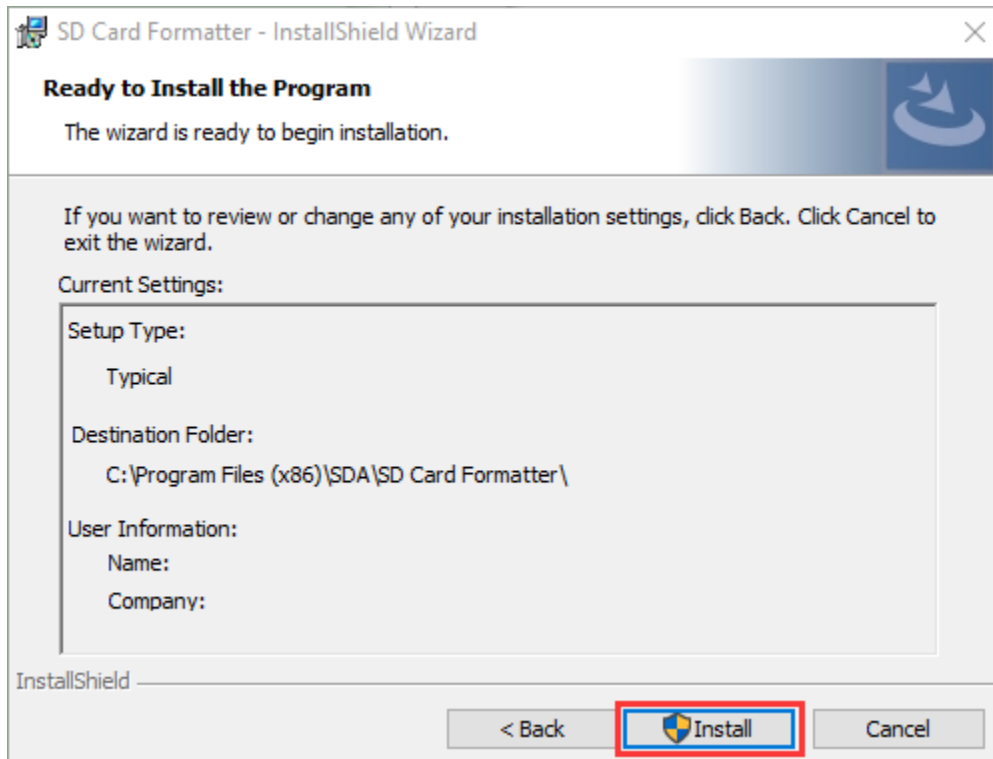 SD Card Formatter - InstallShield Wizard
Ready to Install the Program
The wizard is ready to begin installation.
If you want to review or change any of your installation settings, click Back. Click Cancel to
exit the wizard.
Current Settings:
Setup Type:
Typical
Destination Folder:
C:\Program Files (x86)\SDA\SD Card Formatter\
User Information:
Name:
Company:
InstallShield
< Back
Install
Cancel